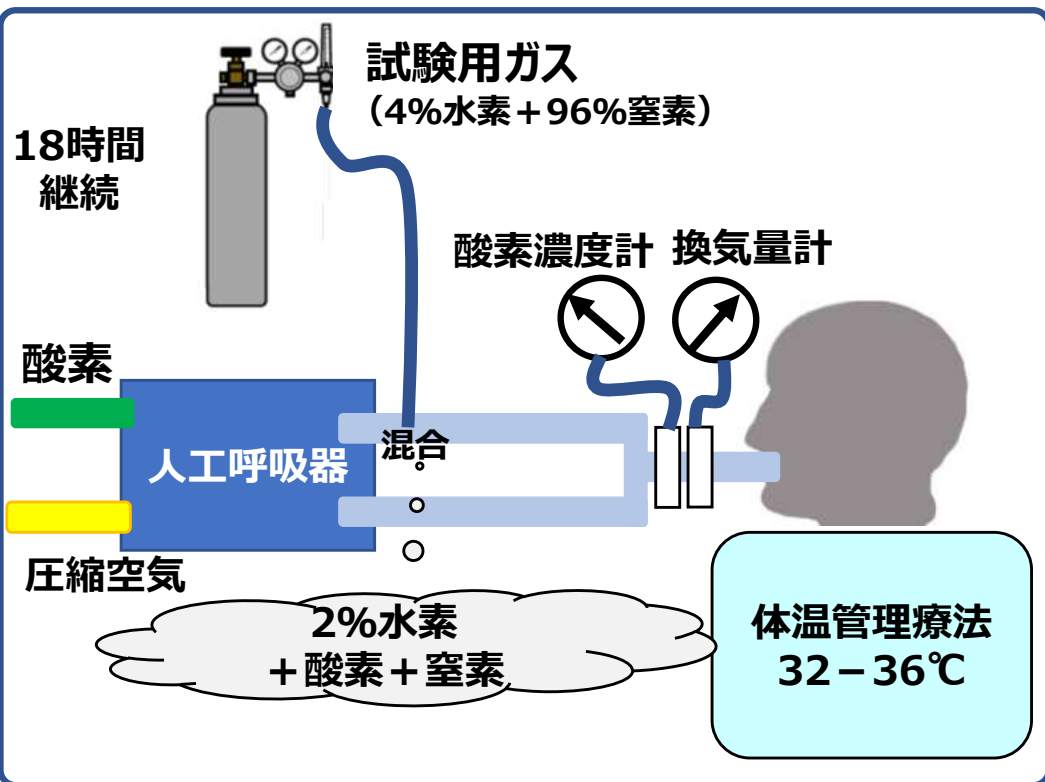 試験用ガス
（4%水素＋96%窒素）
18時間
継続
酸素濃度計
換気量計
酸素
混合
人工呼吸器
圧縮空気
2%水素
＋酸素＋窒素
体温管理療法
32－36℃